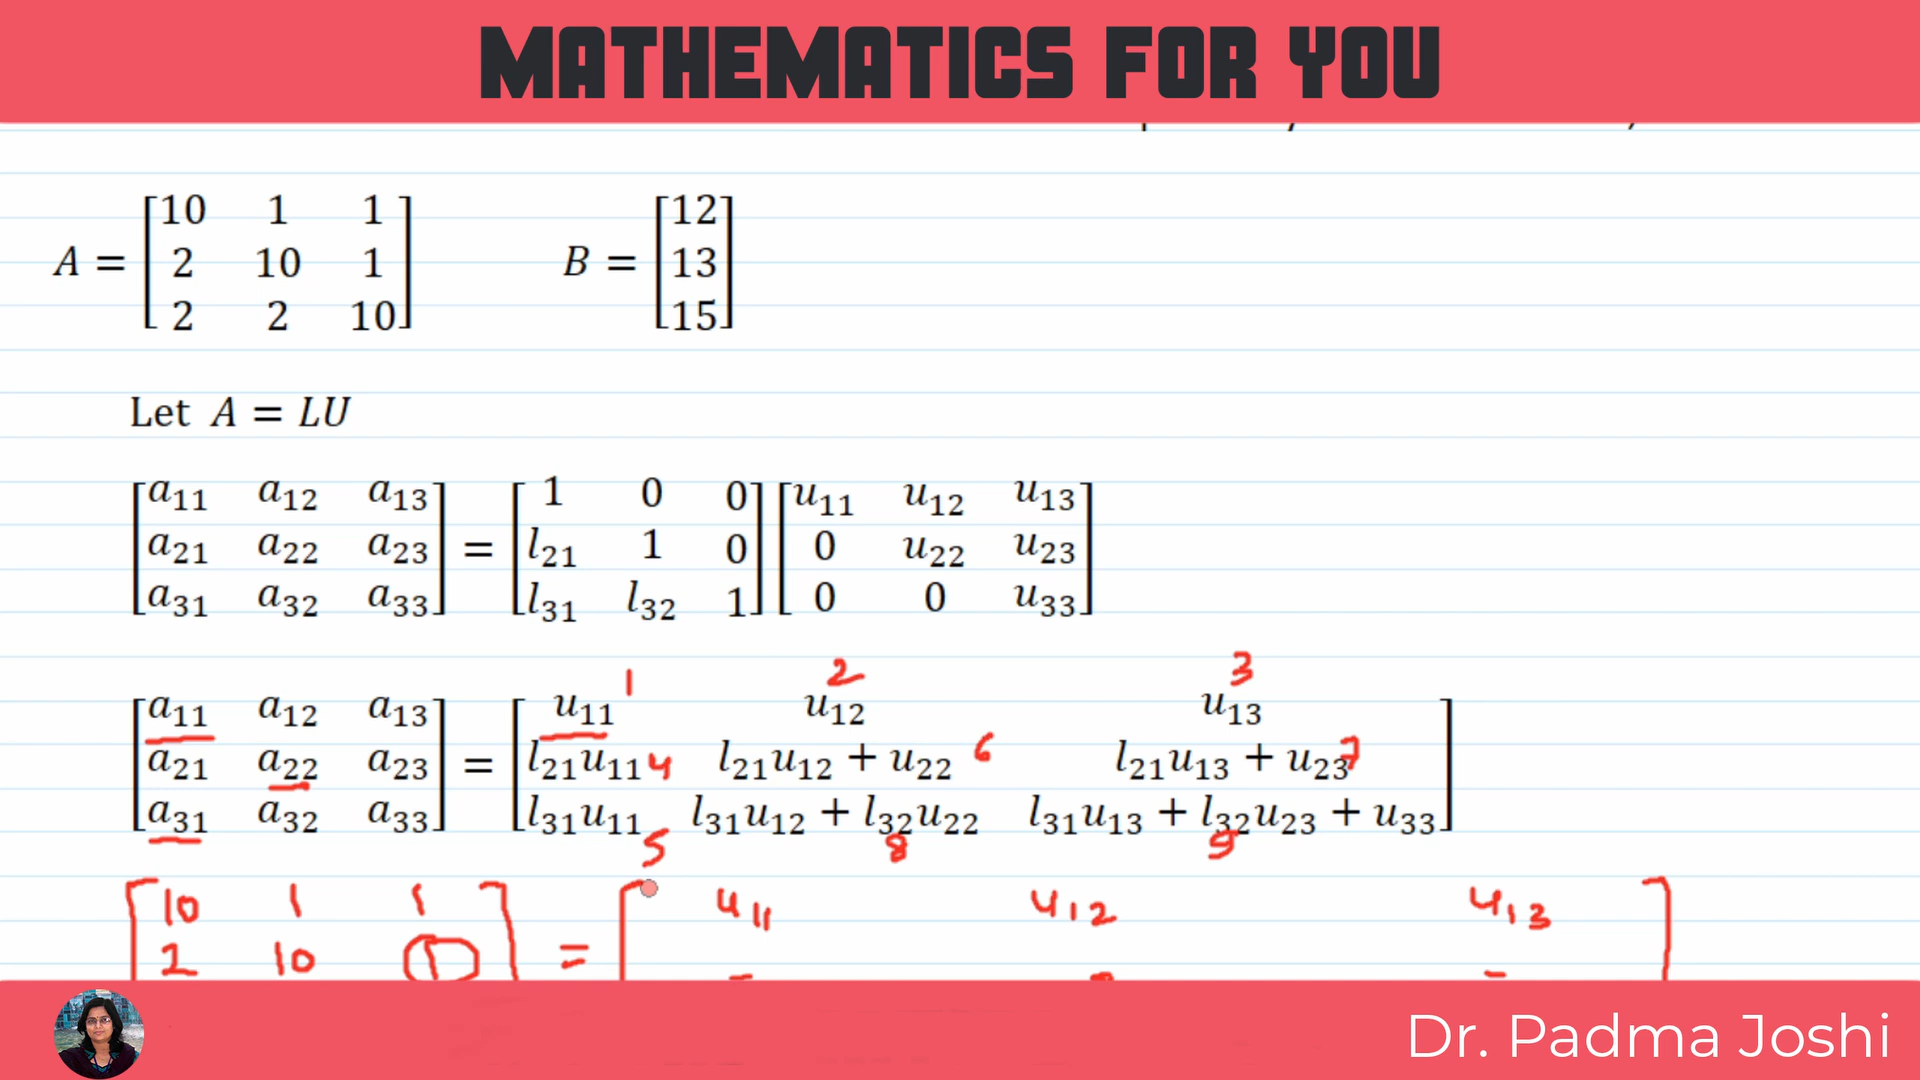 MATHEMATICS FOR YOU
A = [10 1 1; 2 10 1; 2 2 10] B = [12; 13; 15]
Let A = LU
[a11 a12 a13; a21 a22 a23; a31 a32 a33] = [1 0 0; l21 1 0; l31 l32 1] [u11 u12 u13; 0 u22 u23; 0 0 u33]
1 2 3
[a11 a12 a13] = [u11 u12 u13]
[a21 a22 a23] = [l21u11 4 l21u12 + u22 6 l21u13 + u23 7]
[a31 a32 a33] = [l31u11 l31u12 + l32u22 l31u13 + l32u23 + u33]
5 8 9
10 1 1 u11 u12 u13
2 10 1 =
Dr. Padma Joshi